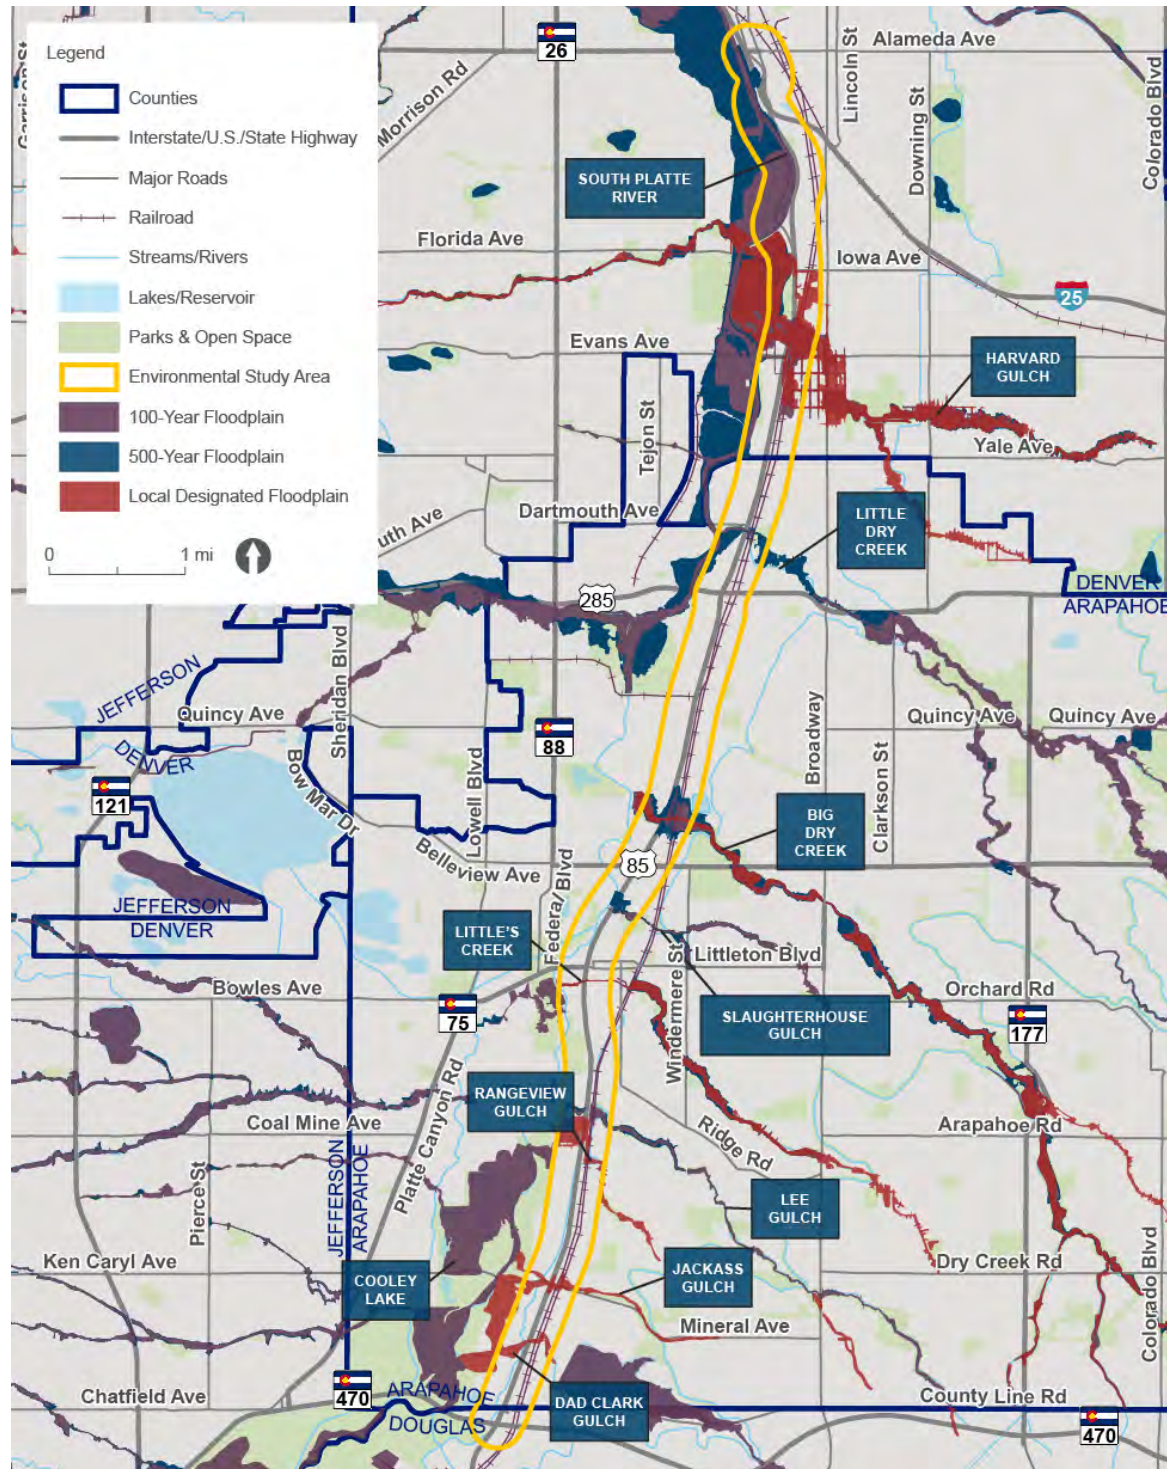 Legend
Counties
Interstate/U.S./State Highway
Major Roads
Railroad
Streams/Rivers
Lakes/Reservoir
Parks & Open Space
Environmental Study Area
100-Year Floodplain
500-Year Floodplain
Local Designated Floodplain
0 1 mi
26
Morrison Rd
Lincoln St
Alameda Ave
Downing St
Colorado Blvd
SOUTH PLATTE
RIVER
Florida Ave
Iowa Ave
25
Evans Ave
HARVARD
GULCH
Tejon St
Yale Ave
Dartmouth Ave
uth Ave
LITTLE
DRY
CREEK
DENVER
ARAPAHOE
285
JEFFERSON
DENVER
Quincy Ave
Sheridan Blvd
Quincy Ave
Quincy Ave
88
Broadway
121
Bow Mar Dr
Lowell Blvd
Clarkson St
BIG
DRY
CREEK
Belleview Ave
85
Federal Blvd
JEFFERSON
DENVER
LITTLE'S
CREEK
Windermere St
Littleton Blvd
Bowles Ave
Orchard Rd
75
SLAUGHTERHOUSE
GULCH
177
Platte Canyon Rd
RANGEVIEW
GULCH
Coal Mine Ave
Arapahoe Rd
Ridge Rd
JEFFERSON
ARAPAHOE
Pierce St
LEE
GULCH
Ken Caryl Ave
Dry Creek Rd
COOLEY
LAKE
JACKASS
GULCH
Mineral Ave
Colorado Blvd
Chatfield Ave
470
ARAPAHOE
DOUGLAS
DAD CLARK
GULCH
County Line Rd
470